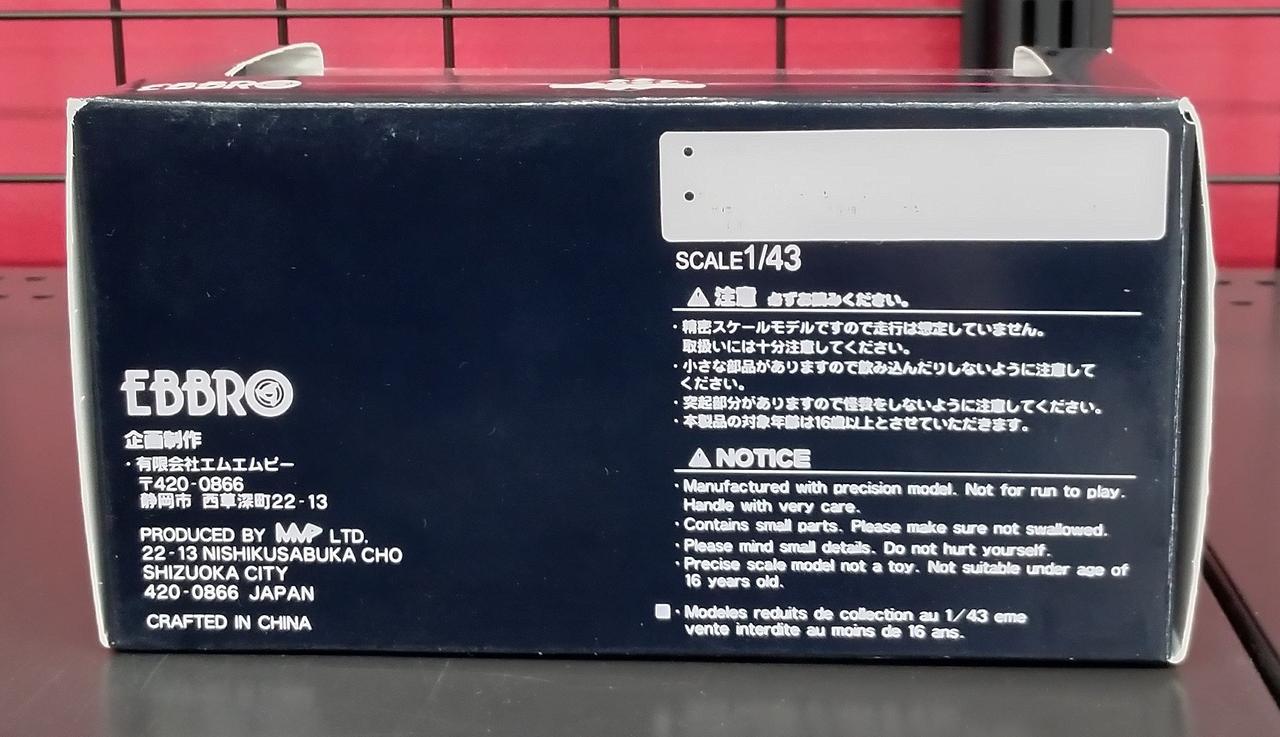 EBBRO
EBBRO
企画制作
・有限会社エムエムピー
〒420-0866
静岡市 西草深町22-13
PRODUCED BY MMP LTD.
22-13 NISHIKUSABUKA CHO
SHIZUOKA CITY
420-0866 JAPAN
CRAFTED IN CHINA
SCALE1/43
注意 必ずお読みください。
・精密スケールモデルですので走行は想定していません。
取扱いには十分注意してください。
・小さな部品がありますので飲み込んだりしないように注意して
ください。
・突起部分がありますので怪我をしないように注意してください。
・本製品の対象年齢は16歳以上とさせていただきます。
NOTICE
・Manufactured with precision model. Not for run to play.
Handle with very care.
・Contains small parts. Please make sure not swallowed.
・Please mind small details. Do not hurt yourself.
・Precise scale model not a toy. Not suitable under age of
16 years old.
・Modeles reduits de collection au 1/43 eme
vente interdite au moins de 16 ans.